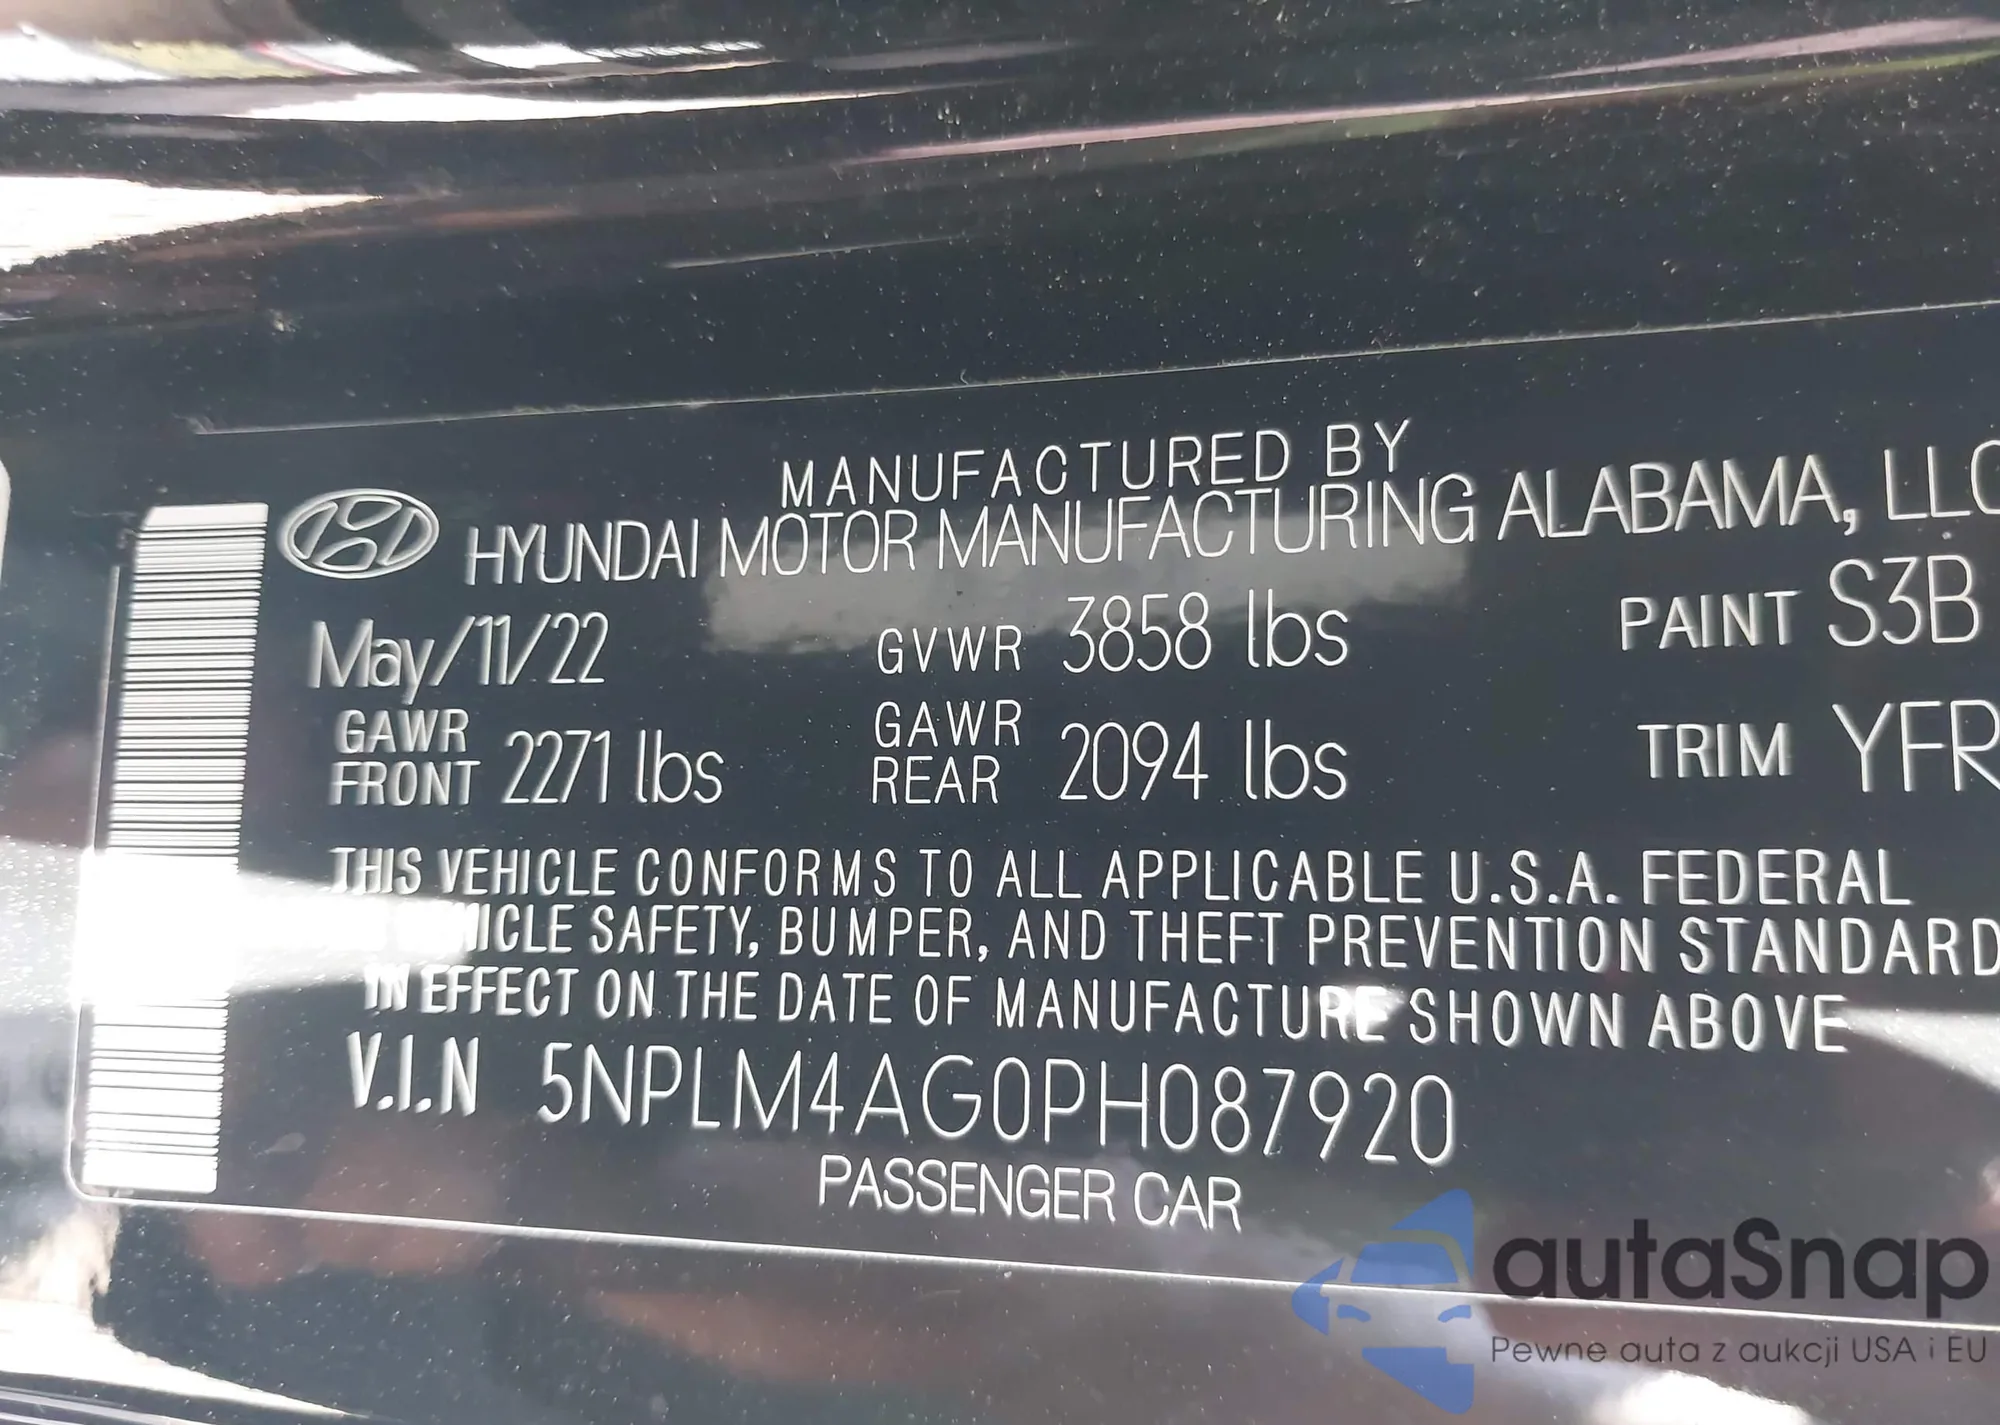 MANUFACTURED BY
HYUNDAI MOTOR MANUFACTURING ALABAMA, LLC
May/11/22 GVWR 3858 lbs PAINT S3B
GAWR FRONT 2271 lbs GAWR REAR 2094 lbs TRIM YFR
THIS VEHICLE CONFORMS TO ALL APPLICABLE U.S.A. FEDERAL
SAFETY, BUMPER, AND THEFT PREVENTION STANDARD
IN EFFECT ON THE DATE OF MANUFACTURE SHOWN ABOVE
V.I.N 5NPLM4AG0PH087920
PASSENGER CAR
autaSnap
Pewne auta z aukcji USA i EU